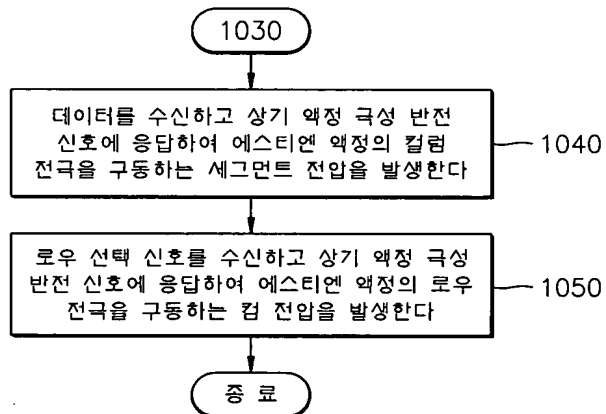 1030
데이터를 수신하고 상기 액정 극성 반전
신호에 응답하여 에스티엔 액정의 컬럼
전극을 구동하는 세그먼트 전압을 발생한다
1040
로우 선택 신호를 수신하고 상기 액정 극성
반전 신호에 응답하여 에스티엔 액정의 로우
전극을 구동하는 컴 전압을 발생한다
1050
종 료